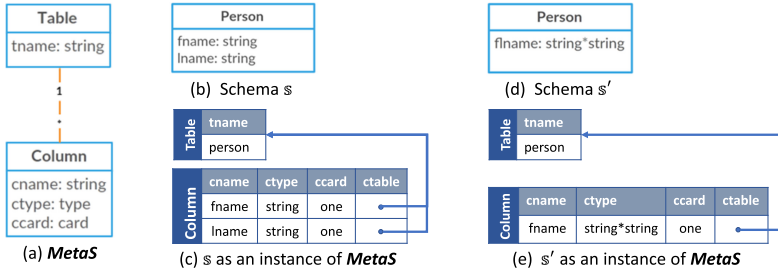 Table
tname: string
1
*
Column
cname: string
ctype: type
ccard: card
(a) MetaS
Person
fname: string
lname: string
(b) Schema 𝕤
Table
tname
person
Column
cname ctype ccard ctable
fname string one
lname string one
(c) 𝕤 as an instance of MetaS
Person
flname: string*string
(d) Schema 𝕤′
Table
tname
person
Column
cname ctype ccard ctable
fname string*string one
(e) 𝕤′ as an instance of MetaS